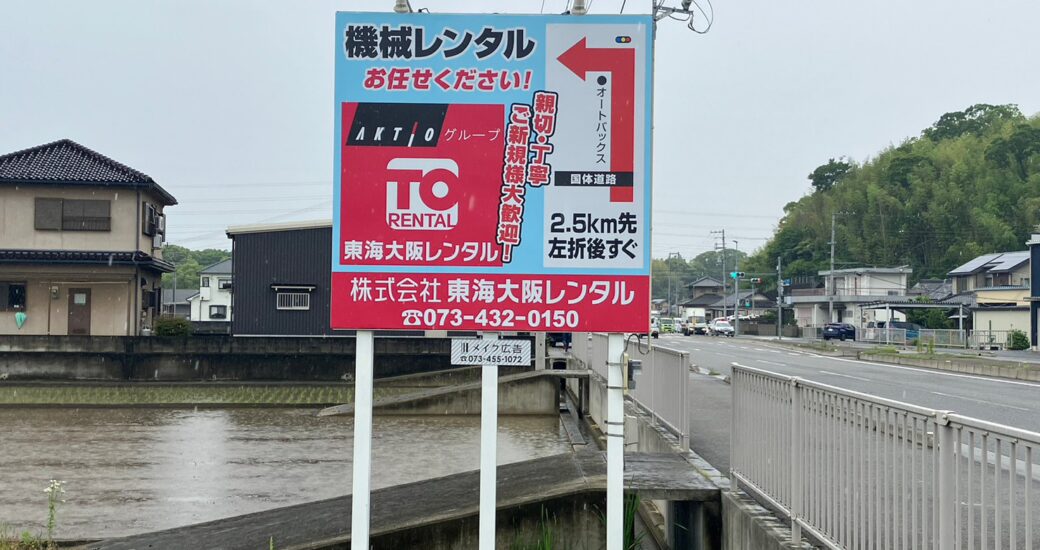 機械レンタル
お任せください!
AKTiO グループ
TO
RENTAL
東海大阪レンタル
親切・丁寧
ご新規様大歓迎!
●オートバックス
国体道路
2.5km先
左折後すぐ
株式会社 東海大阪レンタル
☎073-432-0150
メイク広告
☎073-455-1072